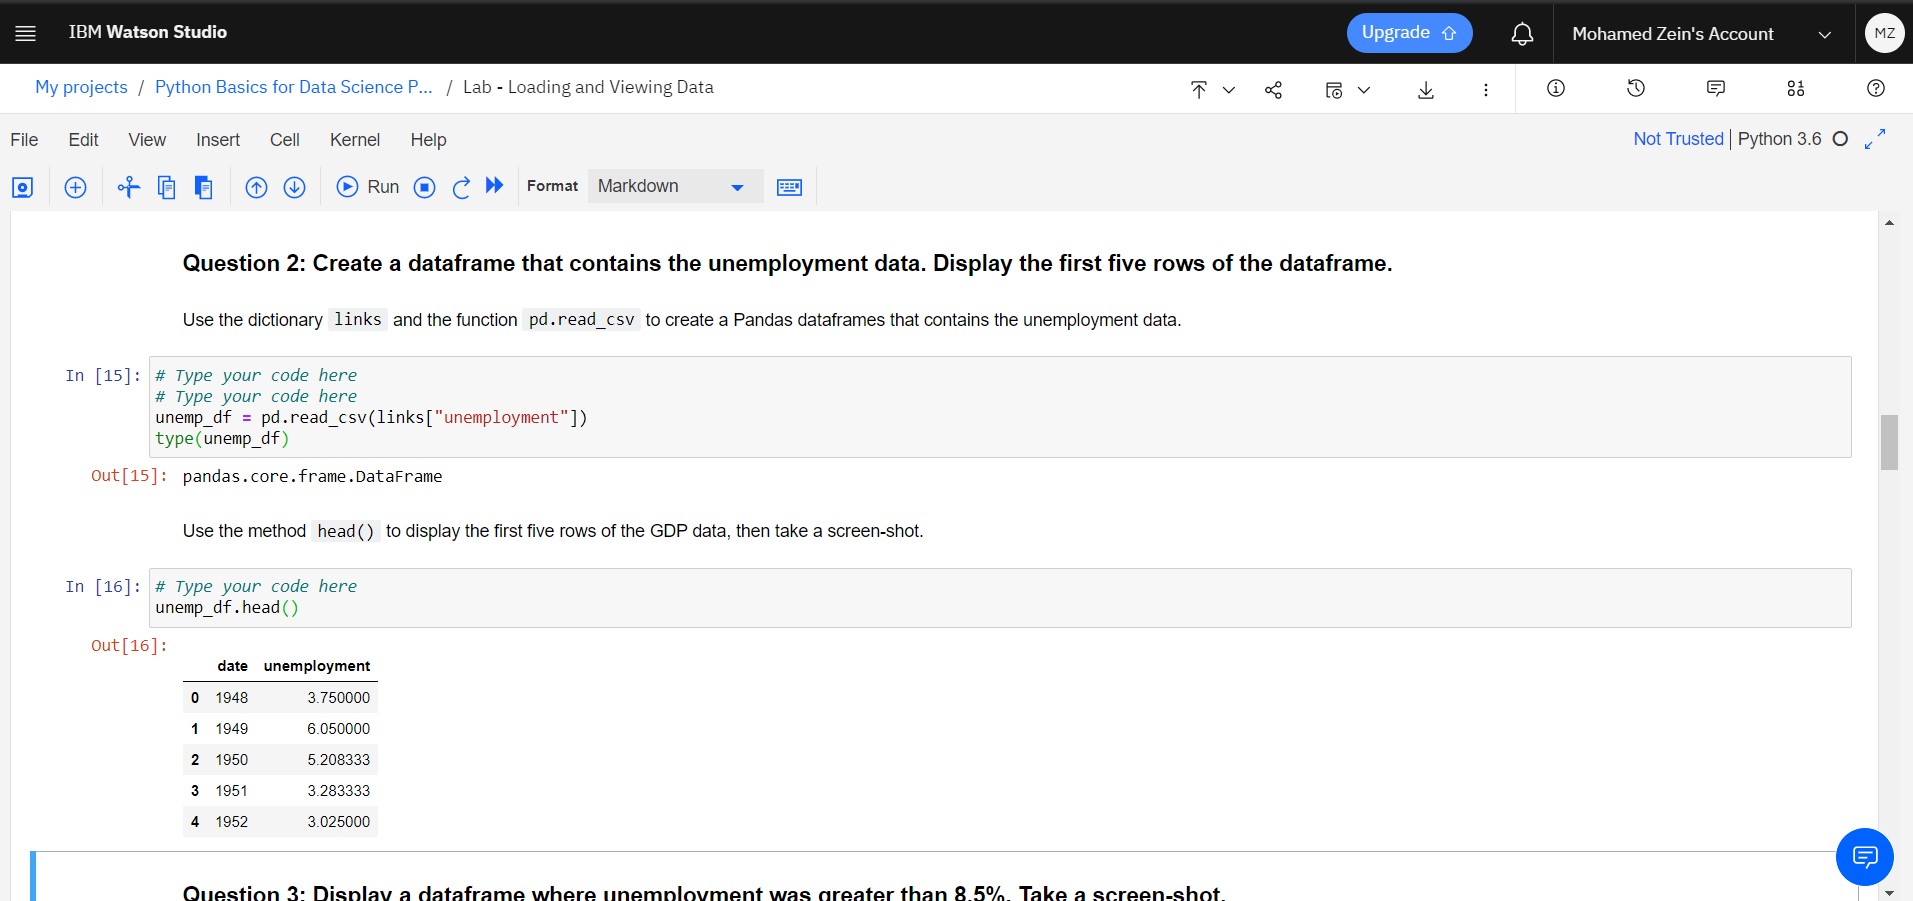 IBM Watson Studio
Upgrade
Mohamed Zein's Account
MZ
My projects / Python Basics for Data Science P... / Lab - Loading and Viewing Data
File Edit View Insert Cell Kernel Help
Not Trusted | Python 3.6
Run
Format
Markdown
Question 2: Create a dataframe that contains the unemployment data. Display the first five rows of the dataframe.
Use the dictionary links and the function pd.read_csv to create a Pandas dataframes that contains the unemployment data.
In [15]: # Type your code here
# Type your code here
unemp_df = pd.read_csv(links["unemployment"])
type(unemp_df)
Out[15]: pandas.core.frame.DataFrame
Use the method head() to display the first five rows of the GDP data, then take a screen-shot.
In [16]: # Type your code here
unemp_df.head()
Out[16]:
date unemployment
0 1948 3.750000
1 1949 6.050000
2 1950 5.208333
3 1951 3.283333
4 1952 3.025000
Question 3: Display a dataframe where unemployment was greater than 8.5%. Take a screen-shot.